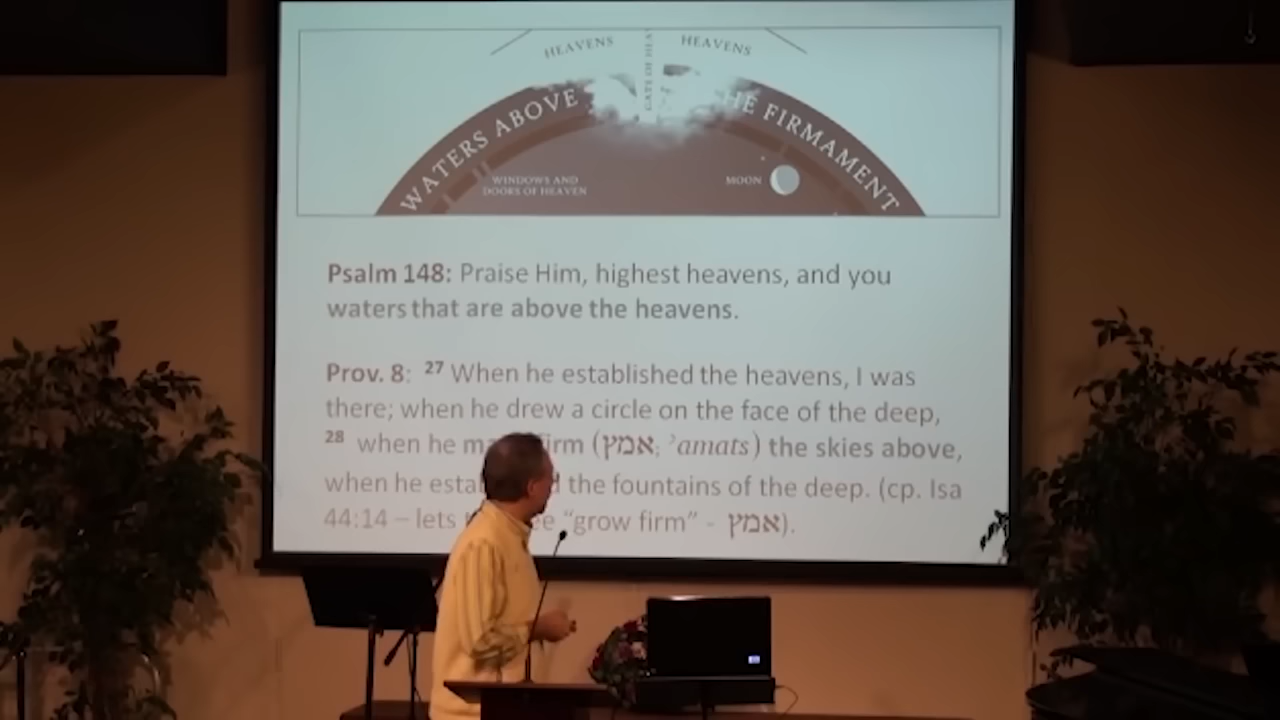 HEAVENS HEAVENS
WATERS ABOVE HE FIRMAMENT
WINDOWS AND
DOORS OF HEAVEN
MOON
Psalm 148: Praise Him, highest heavens, and you
waters that are above the heavens.
Prov. 8: 27 When he established the heavens, I was
there; when he drew a circle on the face of the deep,
28 when he irm (אמץ; ʾamats) the skies above,
when he the fountains of the deep. (cp. Isa
44:14 – lets "grow firm" - אמץ).